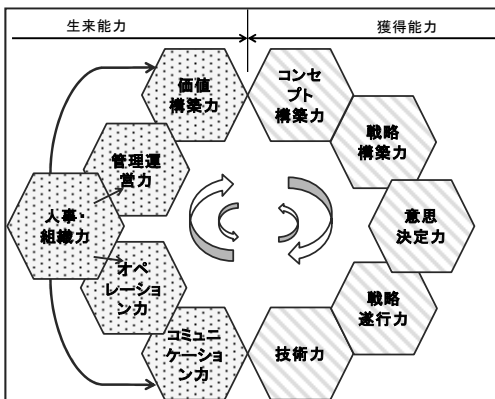 生来能力
獲得能力
価値
構築力
コンセ
プト
構築力
管理運
営力
戦略
構築力
人事・
組織力
意思
決定力
オペ
レーショ
ン力
戦略
遂行力
コミュニ
ケーショ
ン力
技術力